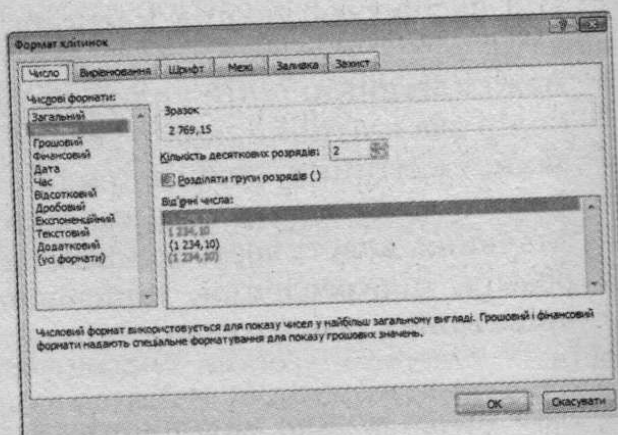 Формат клітинок
Число Вирівнювання Шрифт Межі Заливка Захист
Числові формати:
Загальний
Грошовий
Фінансовий
Дата
Час
Відсотковий
Дробовий
Експоненційний
Текстовий
Додатковий
(усі формати)
Зразок
2 769,15
Кількість десяткових розрядів: 2
Розділяти групи розрядів ()
Від'ємні числа:
1 234,10
(1 234,10)
(1 234,10)
Числовий формат використовується для показу чисел у найбільш загальному вигляді. Грошовий і фінансовий
формати надають спеціальне форматування для показу грошових значень.
ОК Скасувати